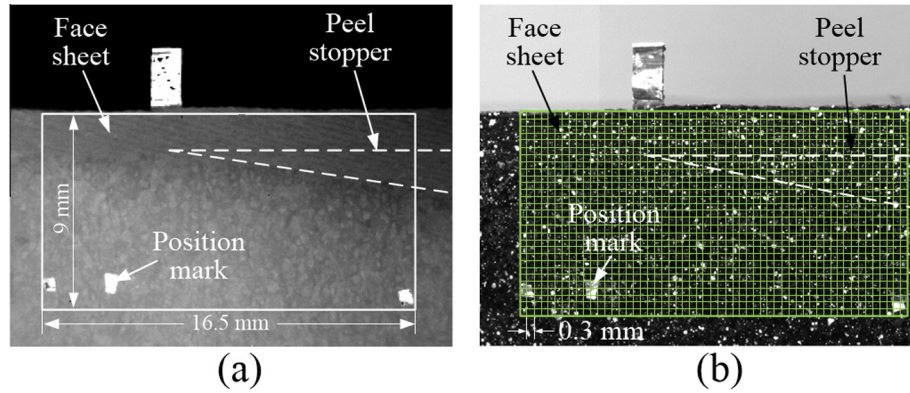 Face
sheet
Peel
stopper
9 mm
Position
mark
16.5 mm
(a)
Face
sheet
Peel
stopper
Position
mark
0.3 mm
(b)